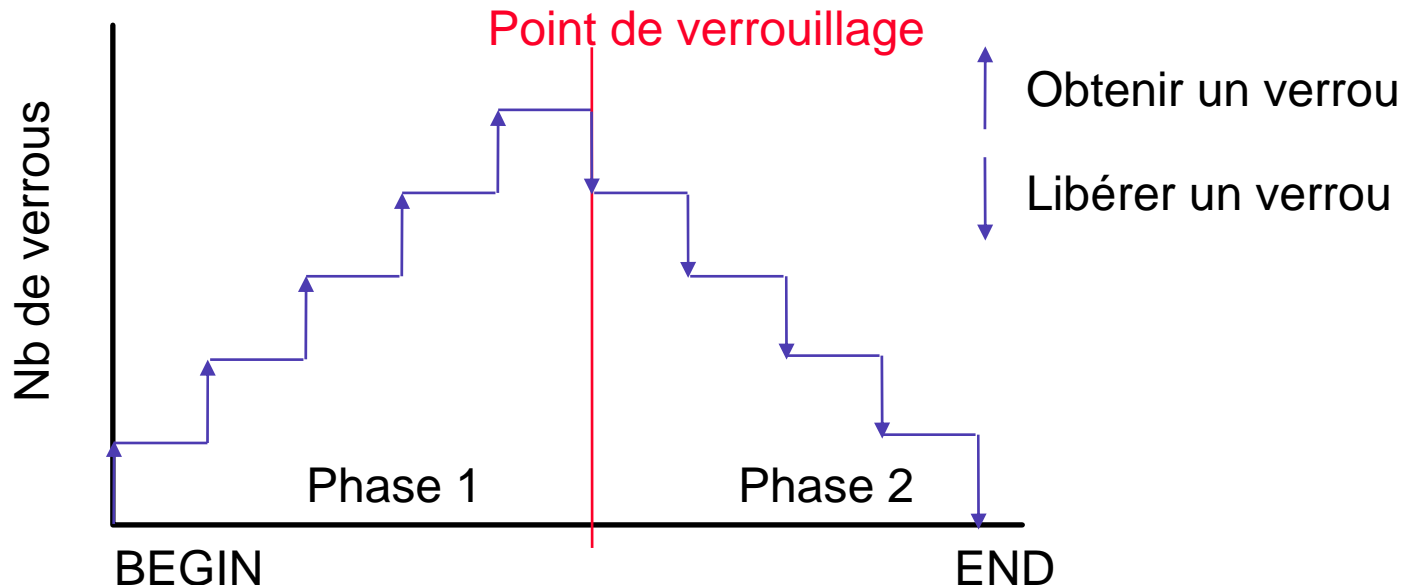 Point de verrouillage
Obtenir un verrou
Libérer un verrou
Nb de verrous
Phase 1
Phase 2
BEGIN
END